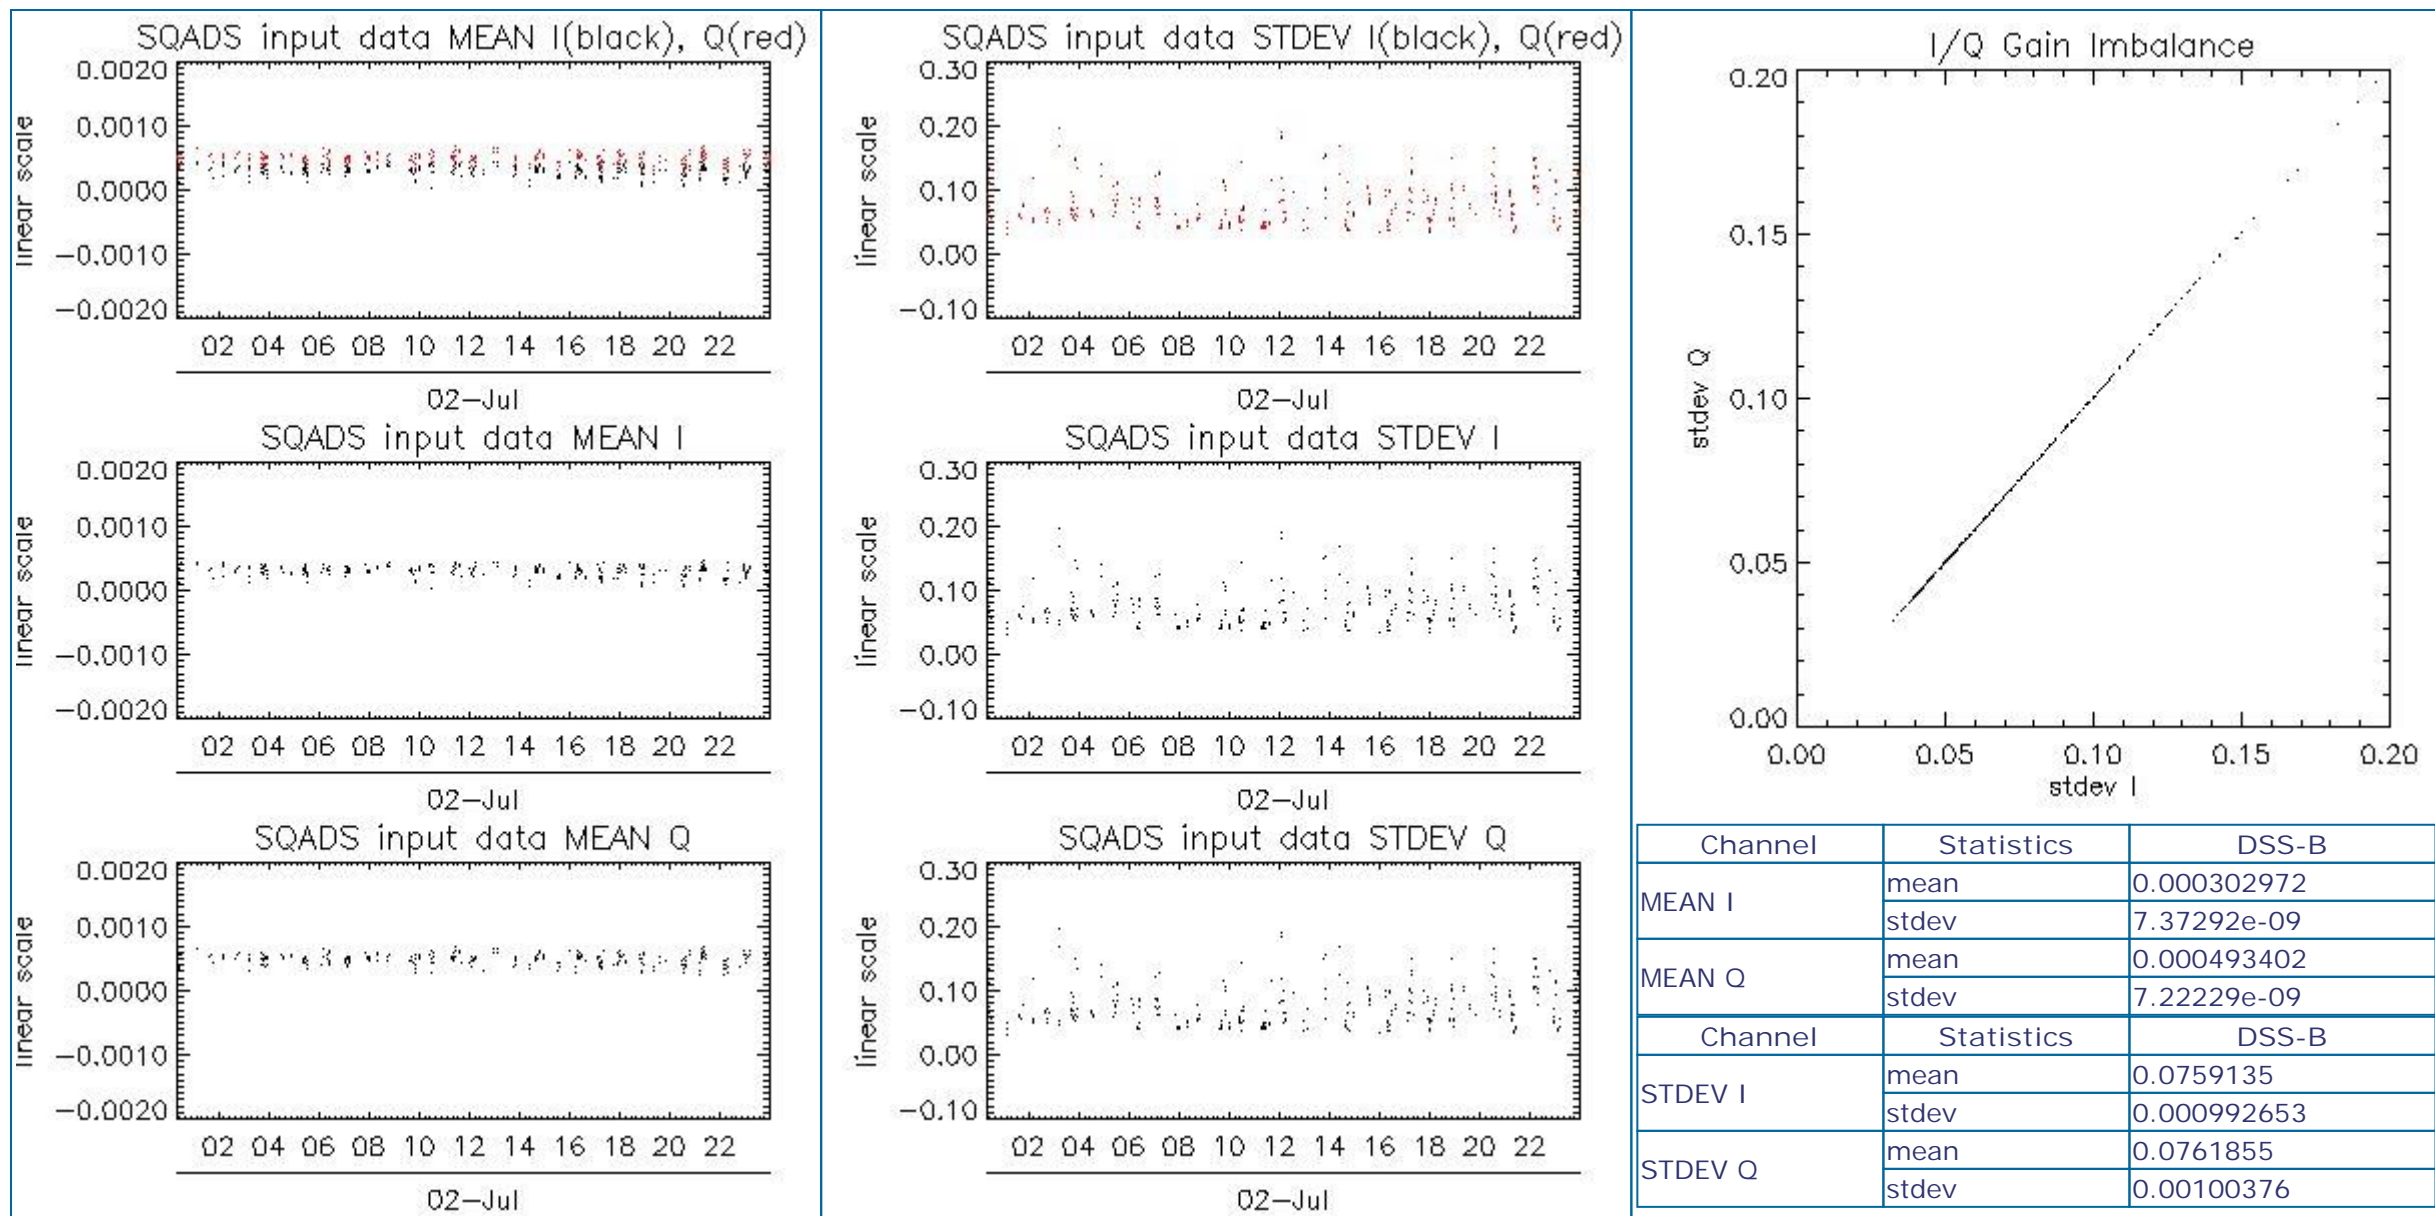 SQADS input data MEAN I(black), Q(red)
linear scale
0.0020
0.0010
0.0000
−0.0010
−0.0020
02 04 06 08 10 12 14 16 18 20 22
02−Jul
SQADS input data MEAN I
linear scale
0.0020
0.0010
0.0000
−0.0010
−0.0020
02 04 06 08 10 12 14 16 18 20 22
02−Jul
SQADS input data MEAN Q
linear scale
0.0020
0.0010
0.0000
−0.0010
−0.0020
02 04 06 08 10 12 14 16 18 20 22
02−Jul
SQADS input data STDEV I(black), Q(red)
linear scale
0.30
0.20
0.10
0.00
−0.10
02 04 06 08 10 12 14 16 18 20 22
02−Jul
SQADS input data STDEV I
linear scale
0.30
0.20
0.10
0.00
−0.10
02 04 06 08 10 12 14 16 18 20 22
02−Jul
SQADS input data STDEV Q
linear scale
0.30
0.20
0.10
0.00
−0.10
02 04 06 08 10 12 14 16 18 20 22
02−Jul
I/Q Gain Imbalance
stdev Q
0.20
0.15
0.10
0.05
0.00
0.00 0.05 0.10 0.15 0.20
stdev I
Channel Statistics DSS-B
MEAN I mean 0.000302972
stdev 7.37292e-09
MEAN Q mean 0.000493402
stdev 7.22229e-09
Channel Statistics DSS-B
STDEV I mean 0.0759135
stdev 0.000992653
STDEV Q mean 0.0761855
stdev 0.00100376